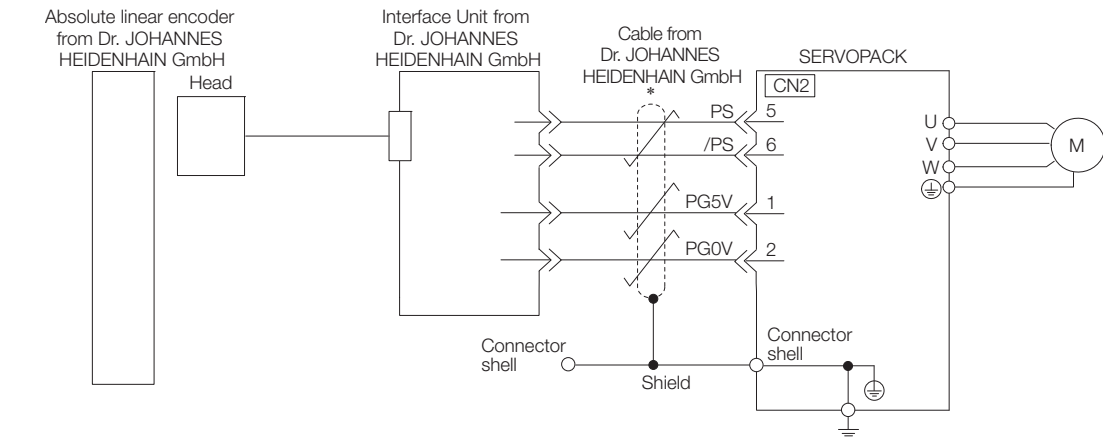 Absolute linear encoder
from Dr. JOHANNES
HEIDENHAIN GmbH
Head
Interface Unit from
Dr. JOHANNES
HEIDENHAIN GmbH
Cable from
Dr. JOHANNES
HEIDENHAIN GmbH
*
SERVOPACK
CN2
PS 5
/PS 6
PG5V 1
PG0V 2
U
V
W
M
Connector
shell
Shield
Connector
shell